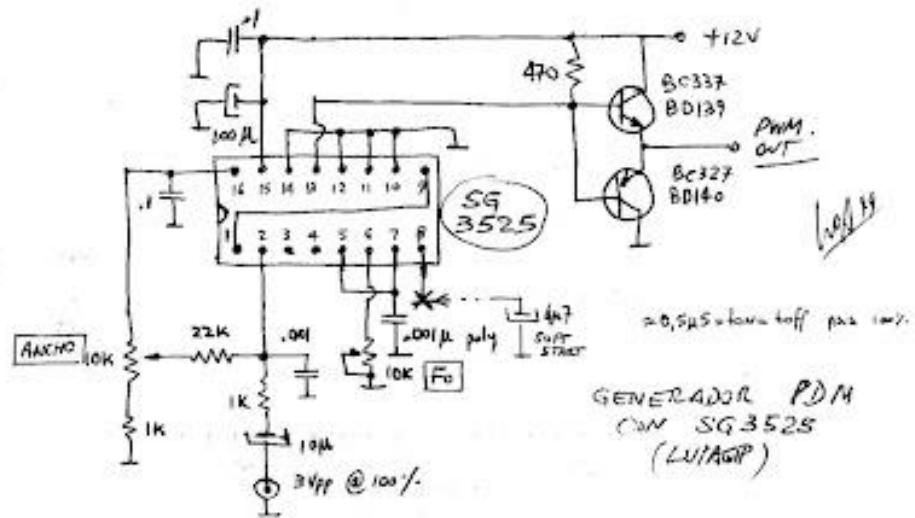 .1
+12V
470
BC337
BD139
100µ
PWM.
OUT
BC327
BD140
16 15 14 13 12 11 10 9
.1
SG
3525
1 2 3 4 5 6 7 8
4µ7
SOFT
START
.001µ poly
22K
.001
ANCHO
10K
10K
Fo
1K
1K
10µ
3Vpp @ 100%
GENERADOR PDM
CON SG3525